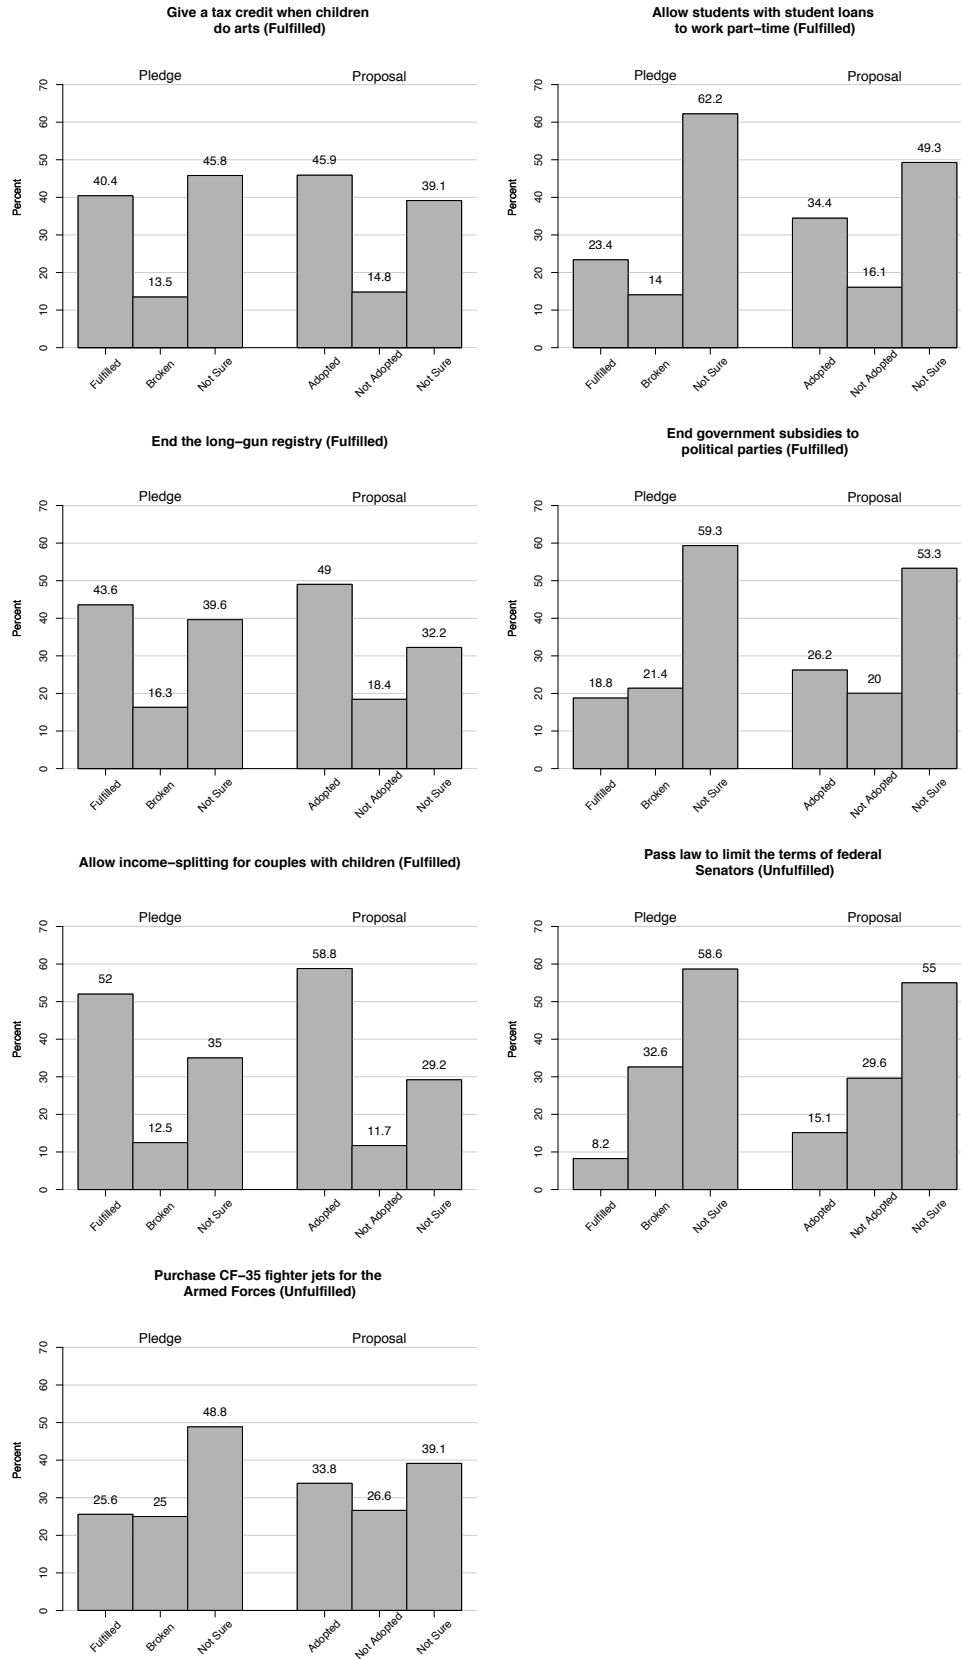 Give a tax credit when children
do arts (Fulfilled)
Pledge
Proposal
Percent
0
10
20
30
40
50
60
70
40.4
13.5
45.8
45.9
14.8
39.1
Fulfilled
Broken
Not Sure
Adopted
Not Adopted
Not Sure
Allow students with student loans
to work part−time (Fulfilled)
Pledge
Proposal
Percent
0
10
20
30
40
50
60
70
23.4
14
62.2
34.4
16.1
49.3
Fulfilled
Broken
Not Sure
Adopted
Not Adopted
Not Sure
End the long−gun registry (Fulfilled)
Pledge
Proposal
Percent
0
10
20
30
40
50
60
70
43.6
16.3
39.6
49
18.4
32.2
Fulfilled
Broken
Not Sure
Adopted
Not Adopted
Not Sure
End government subsidies to
political parties (Fulfilled)
Pledge
Proposal
Percent
0
10
20
30
40
50
60
70
18.8
21.4
59.3
26.2
20
53.3
Fulfilled
Broken
Not Sure
Adopted
Not Adopted
Not Sure
Allow income−splitting for couples with children (Fulfilled)
Pledge
Proposal
Percent
0
10
20
30
40
50
60
70
52
12.5
35
58.8
11.7
29.2
Fulfilled
Broken
Not Sure
Adopted
Not Adopted
Not Sure
Pass law to limit the terms of federal
Senators (Unfulfilled)
Pledge
Proposal
Percent
0
10
20
30
40
50
60
70
8.2
32.6
58.6
15.1
29.6
55
Fulfilled
Broken
Not Sure
Adopted
Not Adopted
Not Sure
Purchase CF−35 fighter jets for the
Armed Forces (Unfulfilled)
Pledge
Proposal
Percent
0
10
20
30
40
50
60
70
25.6
25
48.8
33.8
26.6
39.1
Fulfilled
Broken
Not Sure
Adopted
Not Adopted
Not Sure